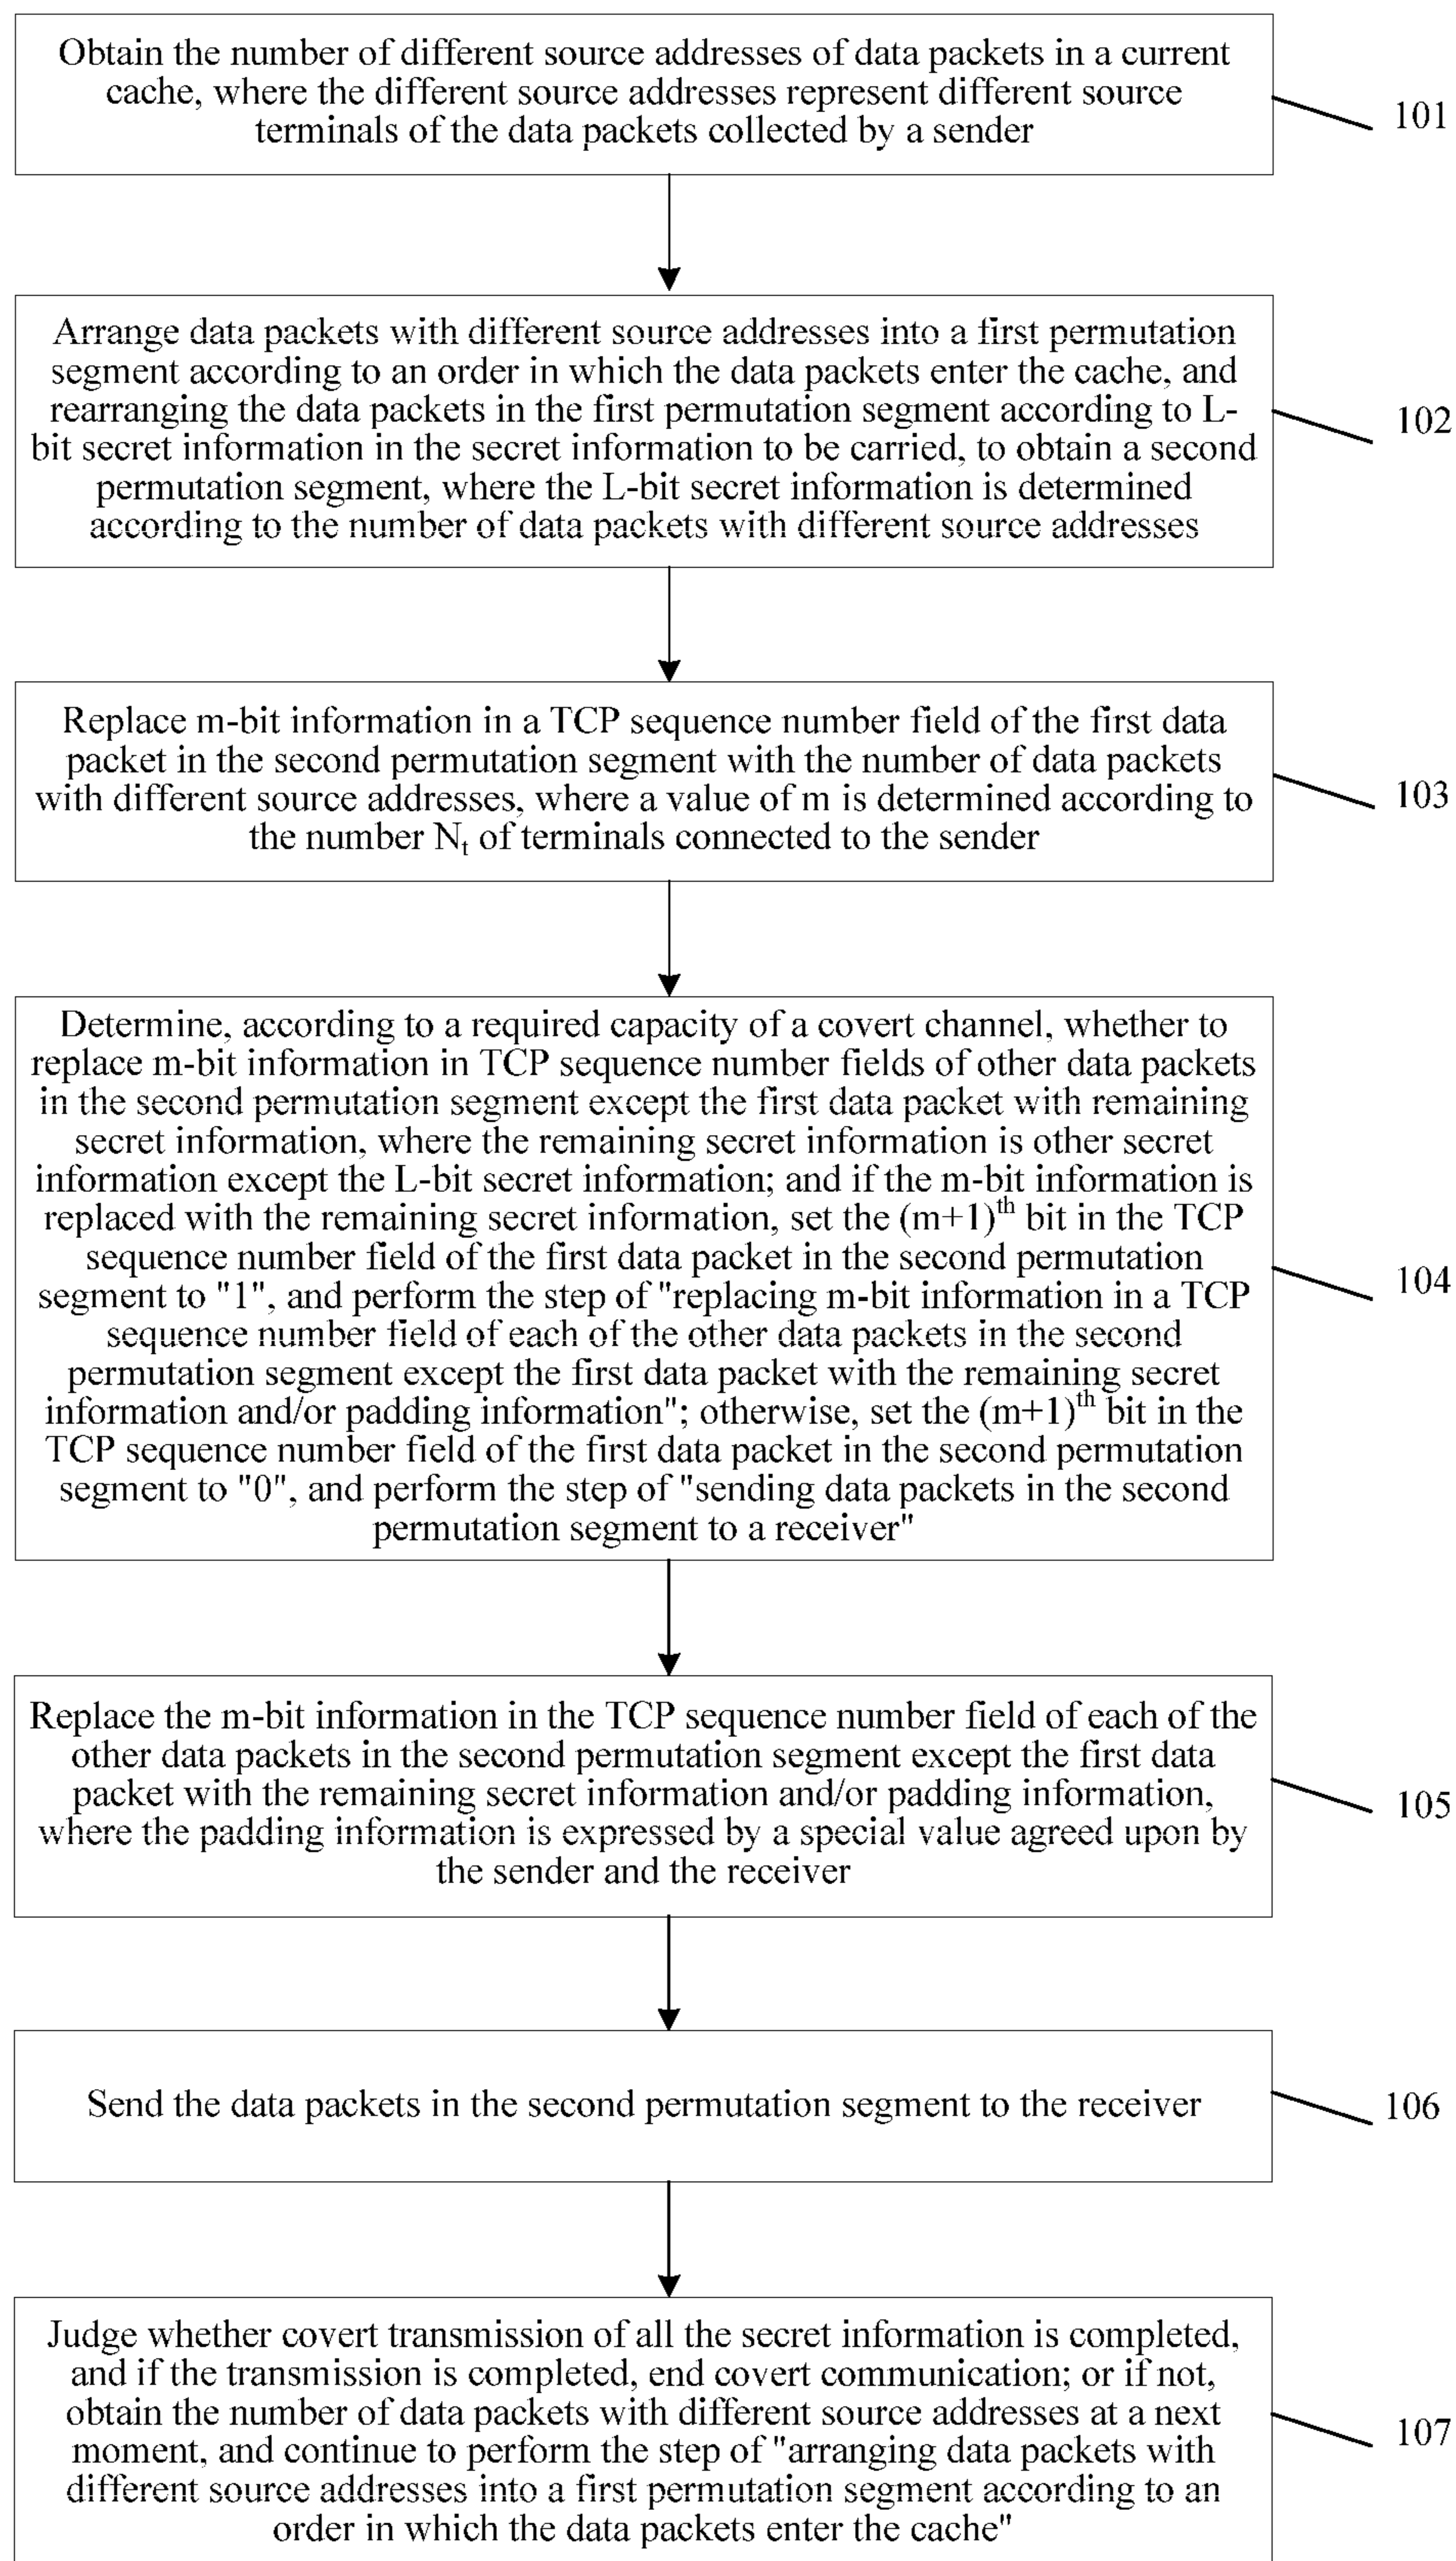 Obtain the number of different source addresses of data packets in a current
cache, where the different source addresses represent different source
terminals of the data packets collected by a sender
101
Arrange data packets with different source addresses into a first permutation
segment according to an order in which the data packets enter the cache, and
rearranging the data packets in the first permutation segment according to L-
bit secret information in the secret information to be carried, to obtain a second
permutation segment, where the L-bit secret information is determined
according to the number of data packets with different source addresses
102
Replace m-bit information in a TCP sequence number field of the first data
packet in the second permutation segment with the number of data packets
with different source addresses, where a value of m is determined according to
the number Nt of terminals connected to the sender
103
Determine, according to a required capacity of a covert channel, whether to
replace m-bit information in TCP sequence number fields of other data packets
in the second permutation segment except the first data packet with remaining
secret information, where the remaining secret information is other secret
information except the L-bit secret information; and if the m-bit information is
replaced with the remaining secret information, set the (m+1)th bit in the TCP
sequence number field of the first data packet in the second permutation
segment to "1", and perform the step of "replacing m-bit information in a TCP
sequence number field of each of the other data packets in the second
permutation segment except the first data packet with the remaining secret
information and/or padding information"; otherwise, set the (m+1)th bit in the
TCP sequence number field of the first data packet in the second permutation
segment to "0", and perform the step of "sending data packets in the second
permutation segment to a receiver"
104
Replace the m-bit information in the TCP sequence number field of each of the
other data packets in the second permutation segment except the first data
packet with the remaining secret information and/or padding information,
where the padding information is expressed by a special value agreed upon by
the sender and the receiver
105
Send the data packets in the second permutation segment to the receiver
106
Judge whether covert transmission of all the secret information is completed,
and if the transmission is completed, end covert communication; or if not,
obtain the number of data packets with different source addresses at a next
moment, and continue to perform the step of "arranging data packets with
different source addresses into a first permutation segment according to an
order in which the data packets enter the cache"
107